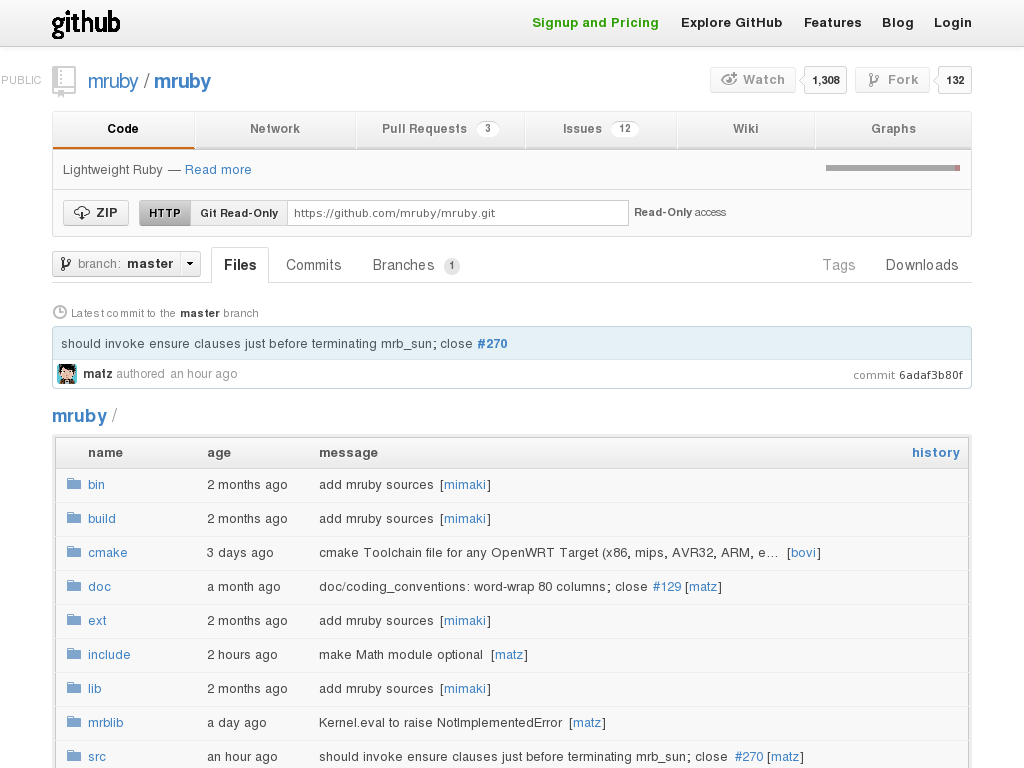 github
Signup and Pricing Explore GitHub Features Blog Login
PUBLIC
mruby / mruby
Watch 1,308 Fork 132
Code Network Pull Requests 3 Issues 12 Wiki Graphs
Lightweight Ruby — Read more
ZIP HTTP Git Read-Only https://github.com/mruby/mruby.git Read-Only access
branch: master Files Commits Branches 1 Tags Downloads
Latest commit to the master branch
should invoke ensure clauses just before terminating mrb_sun; close #270
matz authored an hour ago commit 6adaf3b80f
mruby /
name age message history
bin 2 months ago add mruby sources [mimaki]
build 2 months ago add mruby sources [mimaki]
cmake 3 days ago cmake Toolchain file for any OpenWRT Target (x86, mips, AVR32, ARM, e… [bovi]
doc a month ago doc/coding_conventions: word-wrap 80 columns; close #129 [matz]
ext 2 months ago add mruby sources [mimaki]
include 2 hours ago make Math module optional [matz]
lib 2 months ago add mruby sources [mimaki]
mrblib a day ago Kernel.eval to raise NotImplementedError [matz]
src an hour ago should invoke ensure clauses just before terminating mrb_sun; close #270 [matz]